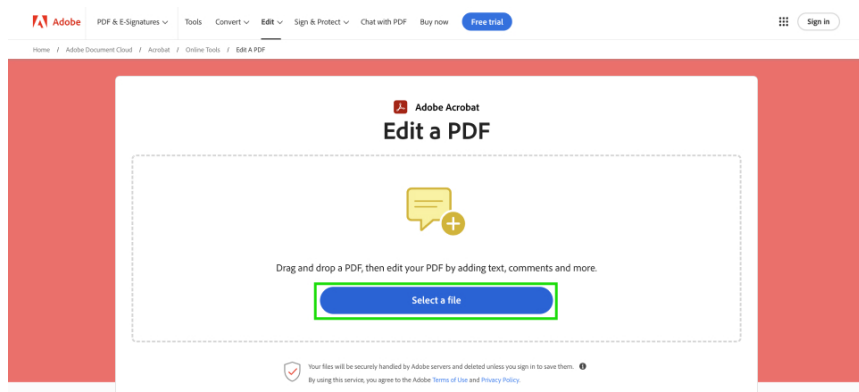 Adobe PDF & E-Signatures Tools Convert Edit Sign & Protect Chat with PDF Buy now Free trial Sign in
Home / Adobe Document Cloud / Acrobat / Online Tools / Edit A PDF
Adobe Acrobat
Edit a PDF
Drag and drop a PDF, then edit your PDF by adding text, comments and more.
Select a file
Your files will be securely handled by Adobe servers and deleted unless you sign in to save them.
By using this service, you agree to the Adobe Terms of Use and Privacy Policy.